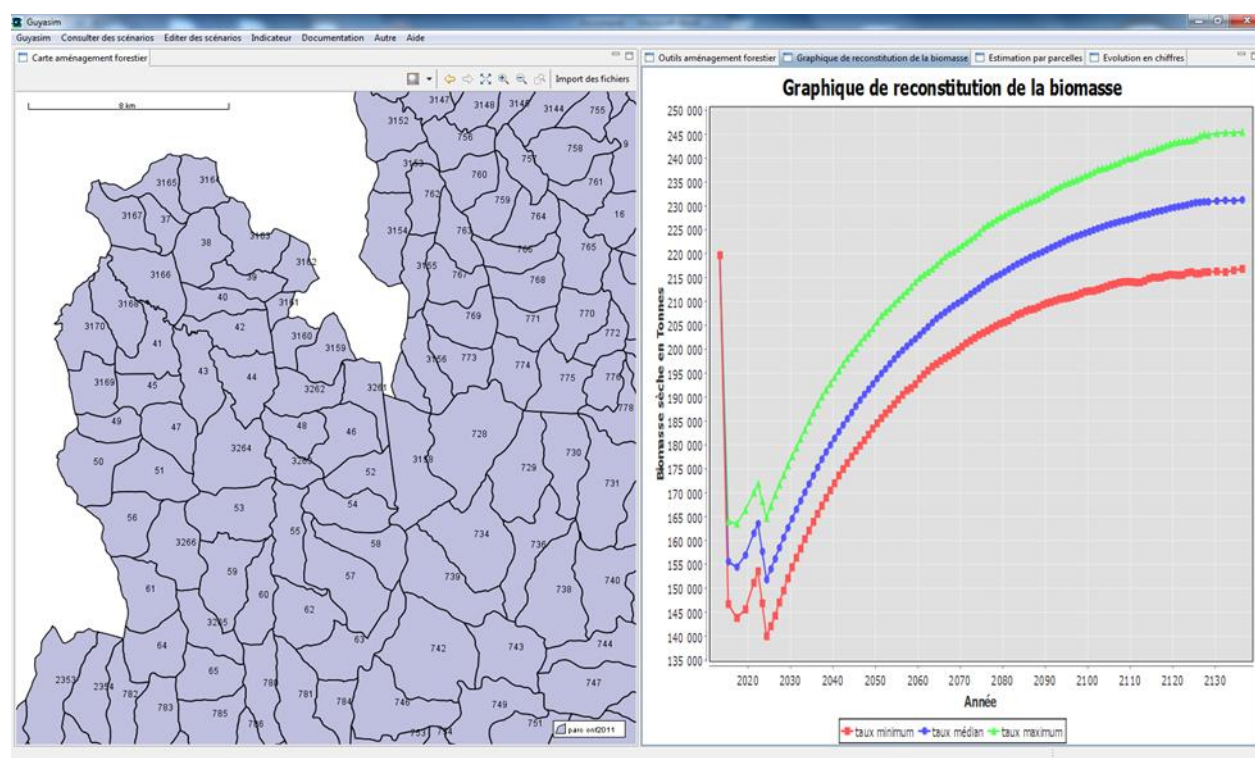 Guyasim
Guyasim Consulter des scénarios Editer des scénarios Indicateur Documentation Autre Aide
Carte aménagement forestier
Import des fichiers
8 km
3147 3148 3144 755
3152
756 758 9
3153 757
3165 3164 760 761
762 759
3167 37 764 16
38 3163 3154 763 765
3162 766
3166 39 3155 767 768
40 3161
3168 42 769 771 770
3170 3160 772
41 3159
43 3156 773 774
3169 45 44 775 776
3262 3261 778
49 47 48 46 728
3264 730
50 3158
51 52 729
731
53 54
56 55 734
3266 58 736
59 57 739 740
61 60 738
62
3265 63
64 742 743 744
65
2353 2354 780 747
782 781 784 746
783 785 749
786 751
parc onf2011
Outils aménagement forestier Graphique de reconstitution de la biomasse Estimation par parcelles Evolution en chiffres
Graphique de reconstitution de la biomasse
Biomasse sèche en Tonnes
250 000
245 000
240 000
235 000
230 000
225 000
220 000
215 000
210 000
205 000
200 000
195 000
190 000
185 000
180 000
175 000
170 000
165 000
160 000
155 000
150 000
145 000
140 000
135 000
2020 2030 2040 2050 2060 2070 2080 2090 2100 2110 2120 2130
Année
taux minimum taux médian taux maximum